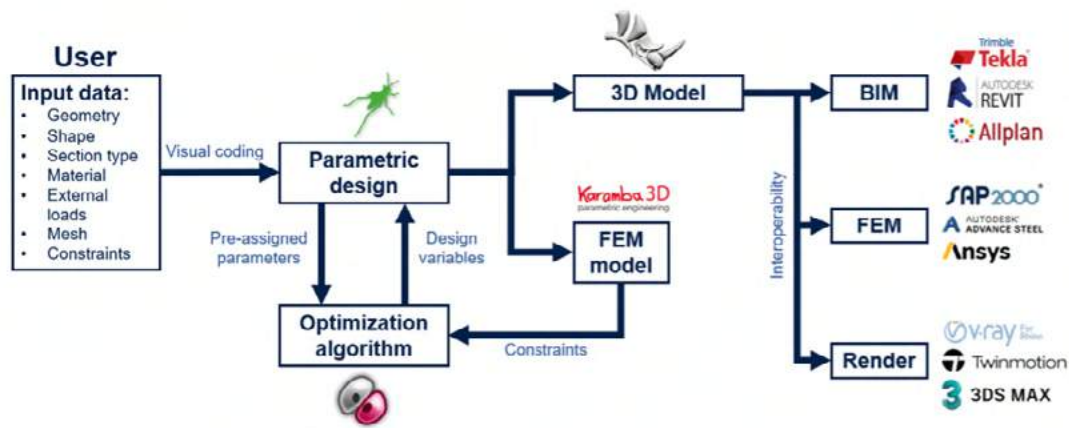 User
Input data:
• Geometry
• Shape
• Section type
• Material
• External
loads
• Mesh
• Constraints
Visual coding
Parametric
design
Pre-assigned
parameters
Design
variables
Optimization
algorithm
Constraints
Karamba3D
parametric engineering
FEM
model
3D Model
Interoperability
BIM
Trimble
Tekla
AUTODESK
REVIT
Allplan
FEM
SAP2000
AUTODESK
ADVANCE STEEL
Ansys
Render
v-ray
Twinmotion
3
3DS MAX